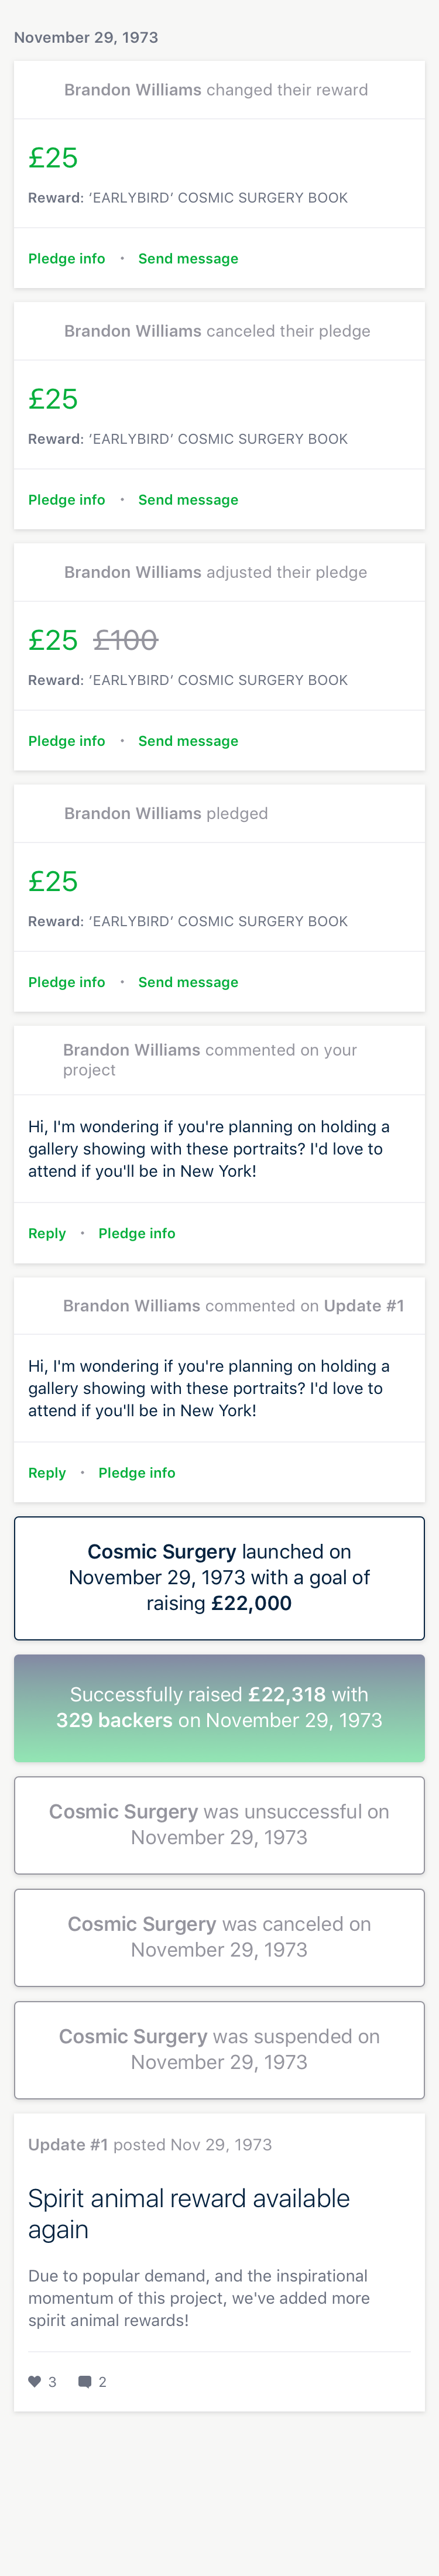 November 29, 1973
Brandon Williams changed their reward
£25
Reward: ‘EARLYBIRD’ COSMIC SURGERY BOOK
Pledge info • Send message
Brandon Williams canceled their pledge
£25
Reward: ‘EARLYBIRD’ COSMIC SURGERY BOOK
Pledge info • Send message
Brandon Williams adjusted their pledge
£25 £100
Reward: ‘EARLYBIRD’ COSMIC SURGERY BOOK
Pledge info • Send message
Brandon Williams pledged
£25
Reward: ‘EARLYBIRD’ COSMIC SURGERY BOOK
Pledge info • Send message
Brandon Williams commented on your
project
Hi, I'm wondering if you're planning on holding a
gallery showing with these portraits? I'd love to
attend if you'll be in New York!
Reply • Pledge info
Brandon Williams commented on Update #1
Hi, I'm wondering if you're planning on holding a
gallery showing with these portraits? I'd love to
attend if you'll be in New York!
Reply • Pledge info
Cosmic Surgery launched on
November 29, 1973 with a goal of
raising £22,000
Successfully raised £22,318 with
329 backers on November 29, 1973
Cosmic Surgery was unsuccessful on
November 29, 1973
Cosmic Surgery was canceled on
November 29, 1973
Cosmic Surgery was suspended on
November 29, 1973
Update #1 posted Nov 29, 1973
Spirit animal reward available
again
Due to popular demand, and the inspirational
momentum of this project, we've added more
spirit animal rewards!
3 2